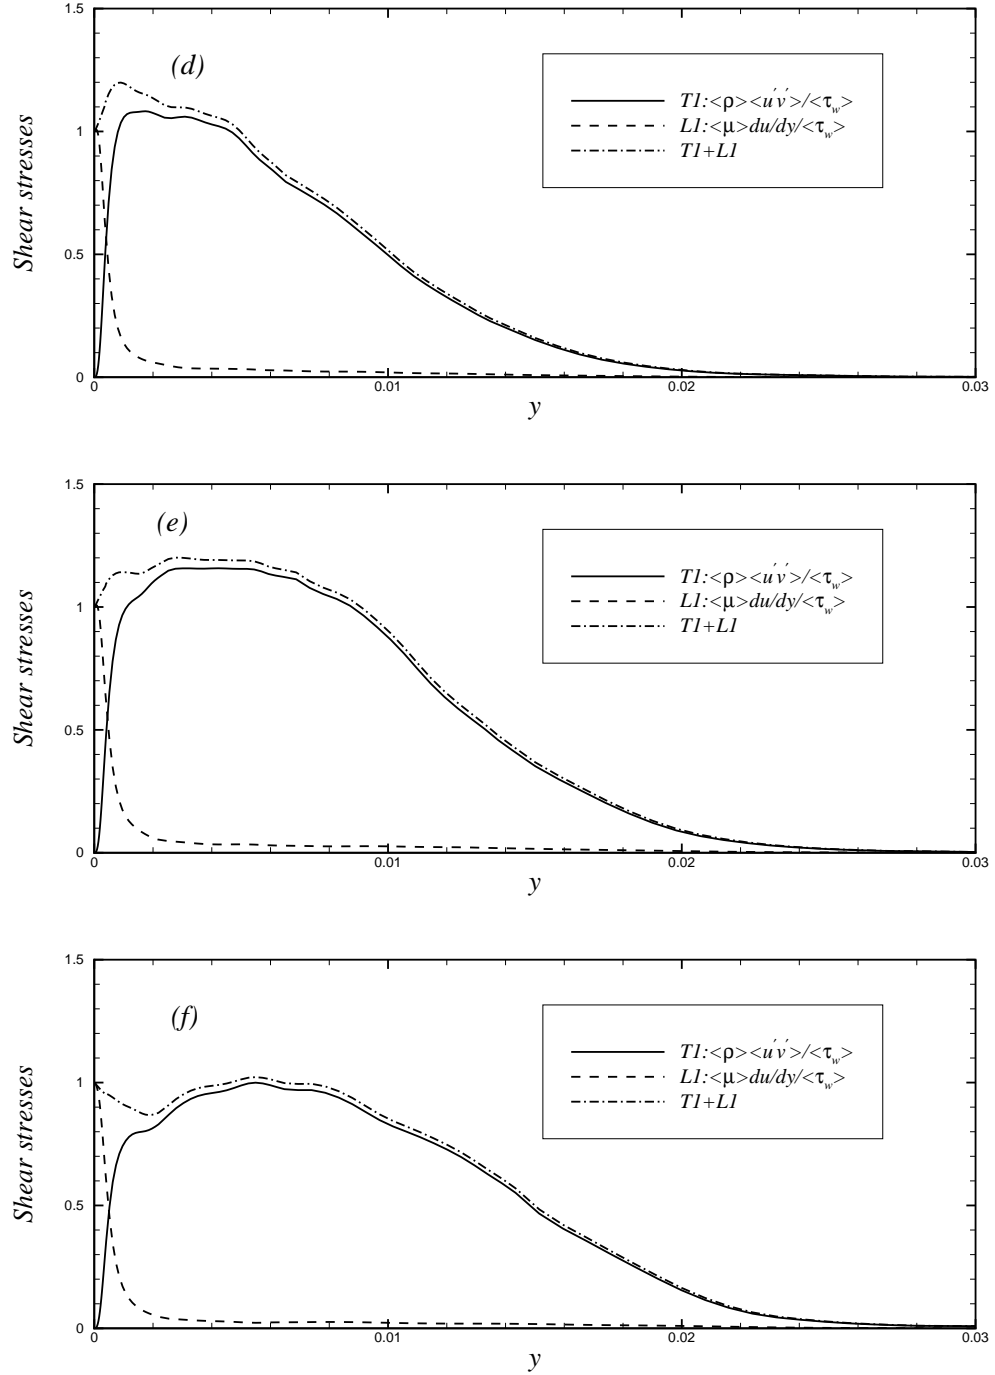 1.5
(d)
T1:<ρ><u′v′>/<τw>
L1:<μ>du/dy/<τw>
T1+L1
1
Shear stresses
0.5
0
0 0.01 0.02 0.03
y
1.5
(e)
T1:<ρ><u′v′>/<τw>
L1:<μ>du/dy/<τw>
T1+L1
1
Shear stresses
0.5
0
0 0.01 0.02 0.03
y
1.5
(f)
T1:<ρ><u′v′>/<τw>
L1:<μ>du/dy/<τw>
T1+L1
1
Shear stresses
0.5
0
0 0.01 0.02 0.03
y